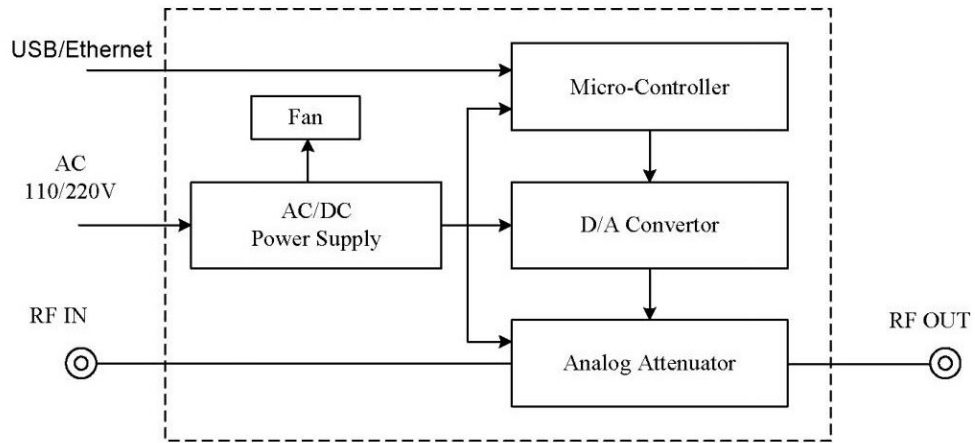 USB/Ethernet
Micro-Controller
Fan
AC
110/220V
AC/DC
Power Supply
D/A Convertor
RF IN
Analog Attenuator
RF OUT